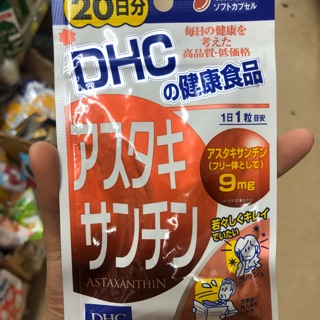 20日分
ソフトカプセル
毎日の健康を
考えた
高品質・低価格
DHC
の健康食品
1日1粒目安
アスタキサンチン
(フリー体として)
9mg
アスタキ
サンチン
ASTAXANTHIN
若々しくキレイ
でいたい
DHC